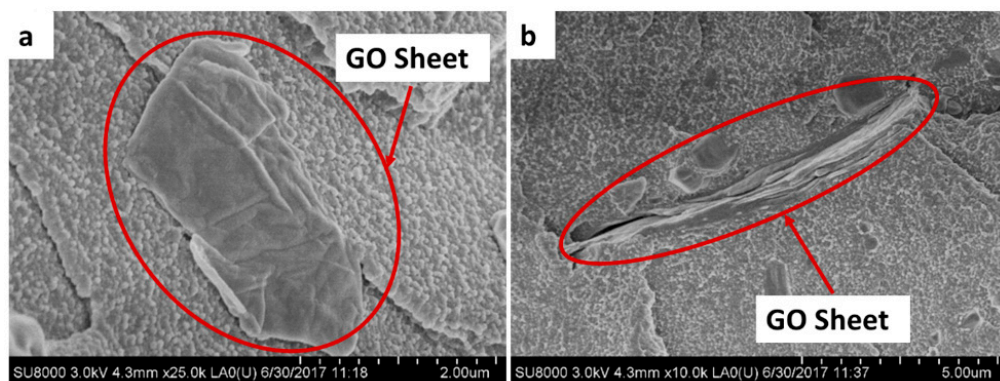 a
GO Sheet
SU8000 3.0kV 4.3mm x25.0k LA0(U) 6/30/2017 11:18
2.00um
b
GO Sheet
SU8000 3.0kV 4.3mm x10.0k LA0(U) 6/30/2017 11:37
5.00um